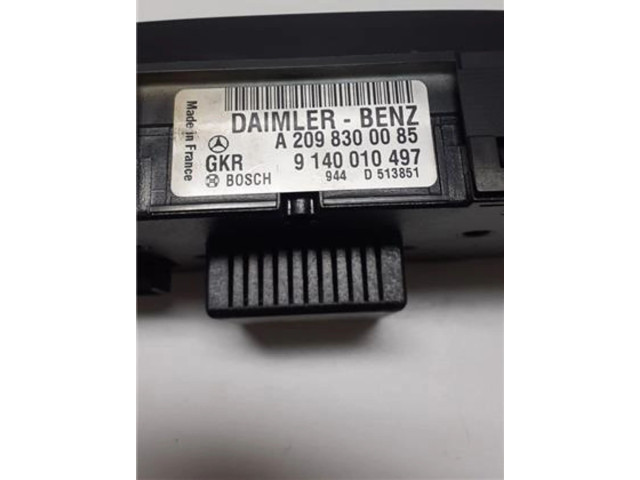 Made in France
DAIMLER - BENZ
A 209 830 00 85
GKR 9 140 010 497
BOSCH 944 D 513851